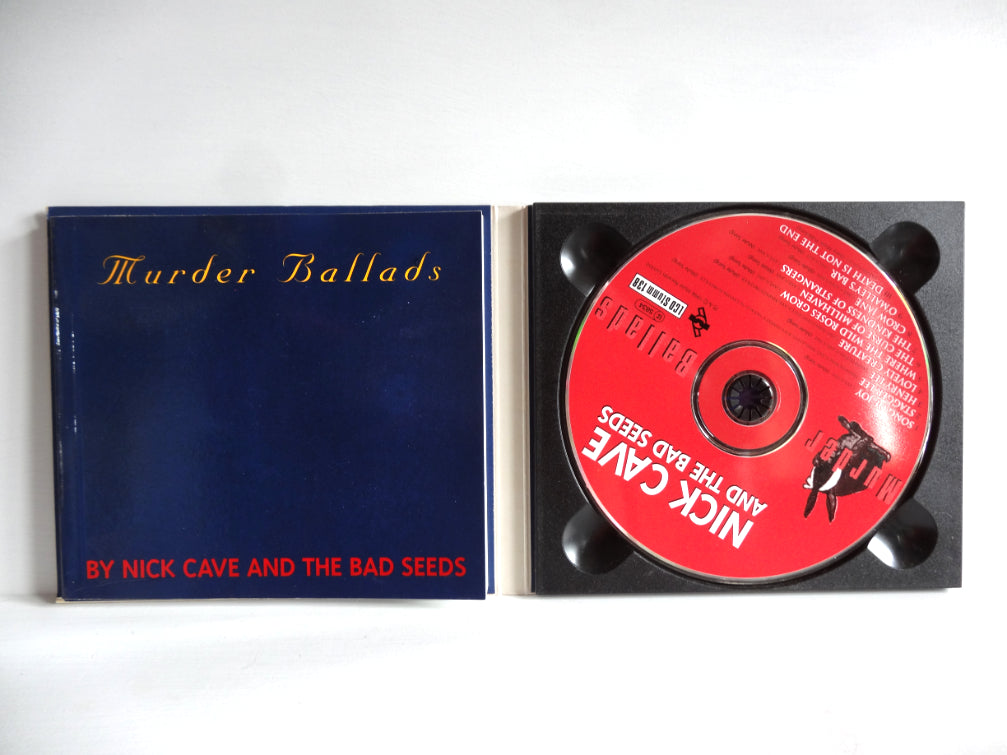 Murder Ballads
BY NICK CAVE AND THE BAD SEEDS
NICK CAVE
AND THE BAD SEEDS
Murder
Ballads
SONG OF JOY
STAGGER LEE
HENRY LEE
LOVELY CREATURE
WHERE THE WILD ROSES GROW
THE CURSE OF MILLHAVEN
THE KINDNESS OF STRANGERS
CROW JANE
O'MALLEY'S BAR
DEATH IS NOT THE END
LCD Stumm 138